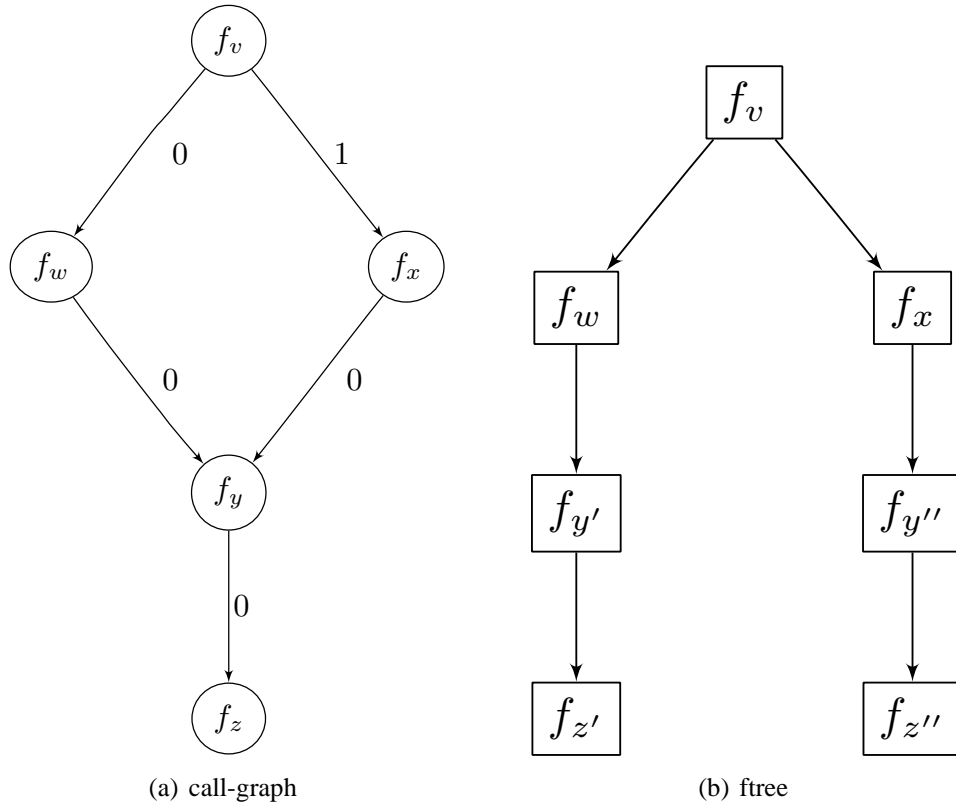 f_v
0
1
f_w
f_x
0
0
f_y
0
f_z
(a) call-graph
f_v
f_w
f_x
f_{y'}
f_{y''}
f_{z'}
f_{z''}
(b) ftree